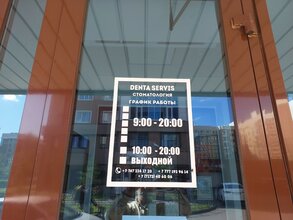 DENTA SERVIS
СТОМАТОЛОГИЯ
ГРАФИК РАБОТЫ
9:00 - 20:00
10:00 - 20:00
ВЫХОДНОЙ